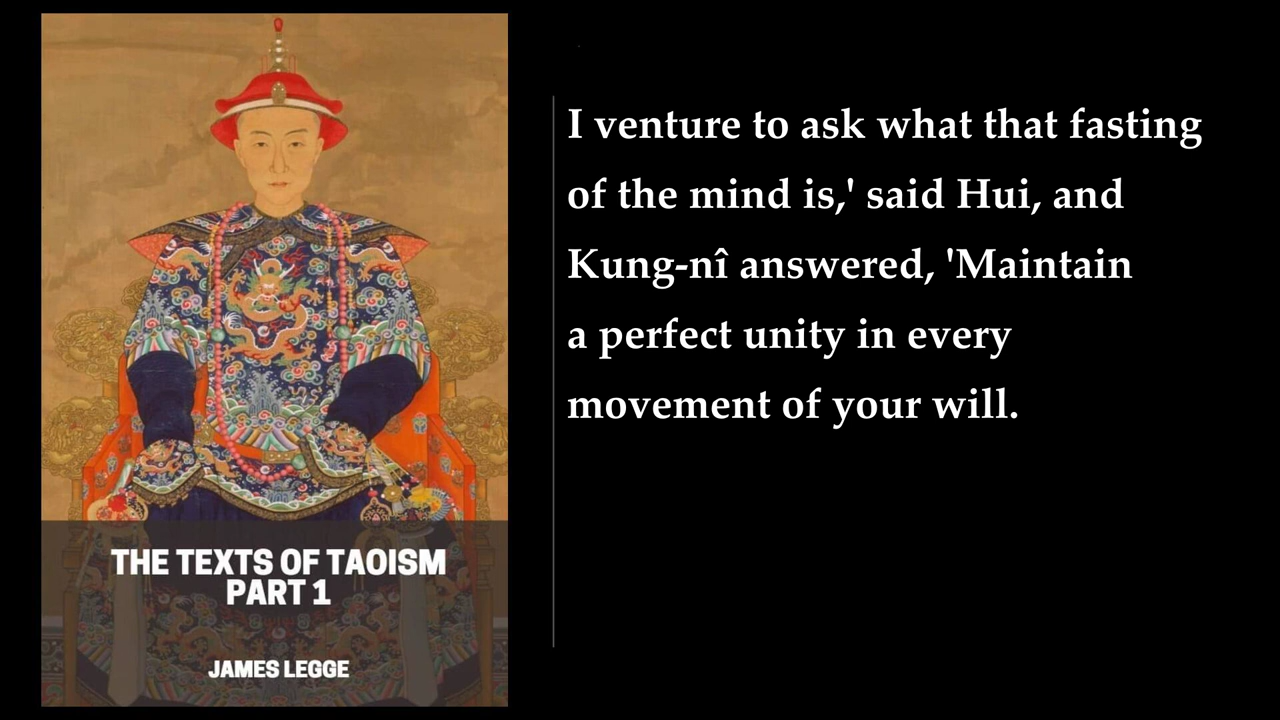 THE TEXTS OF TAOISM
PART 1
JAMES LEGGE
I venture to ask what that fasting
of the mind is,' said Hui, and
Kung-nî answered, 'Maintain
a perfect unity in every
movement of your will.